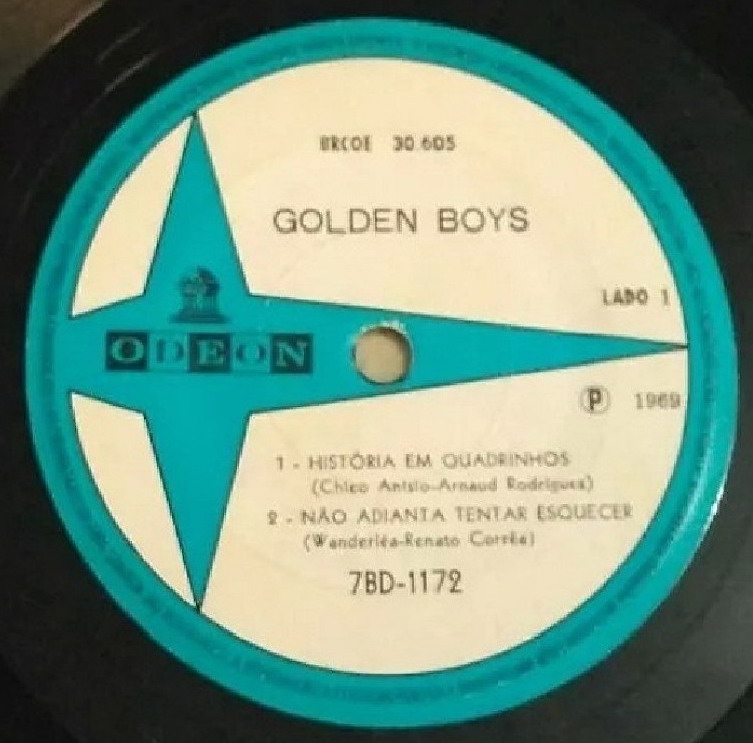 BRCOE 30.605
GOLDEN BOYS
LADO 1
ODEON
Ⓟ 1969
1 - HISTÓRIA EM QUADRINHOS
(Chico Anisio-Arnaud Rodrigues)
2 - NÃO ADIANTA TENTAR ESQUECER
(Wanderléa-Renato Corrêa)
7BD-1172